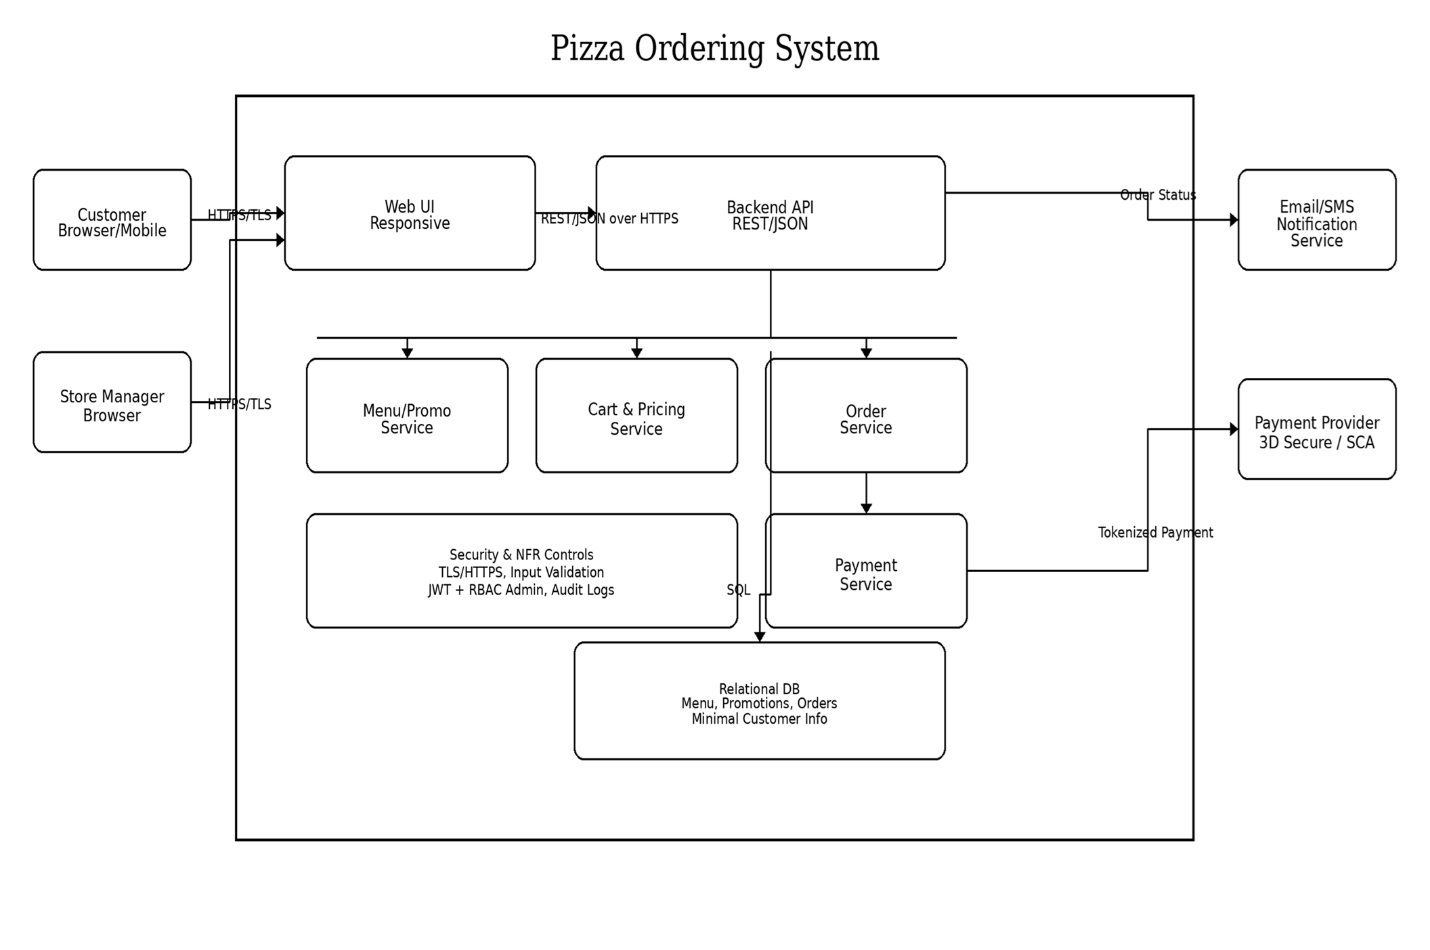 Pizza Ordering System
Customer
Browser/Mobile
HTTPS/TLS
Web UI
Responsive
REST/JSON over HTTPS
Backend API
REST/JSON
Order Status
Email/SMS
Notification
Service
Store Manager
Browser
HTTPS/TLS
Menu/Promo
Service
Cart & Pricing
Service
Order
Service
Payment Provider
3D Secure / SCA
Security & NFR Controls
TLS/HTTPS, Input Validation
JWT + RBAC Admin, Audit Logs
SQL
Payment
Service
Tokenized Payment
Relational DB
Menu, Promotions, Orders
Minimal Customer Info